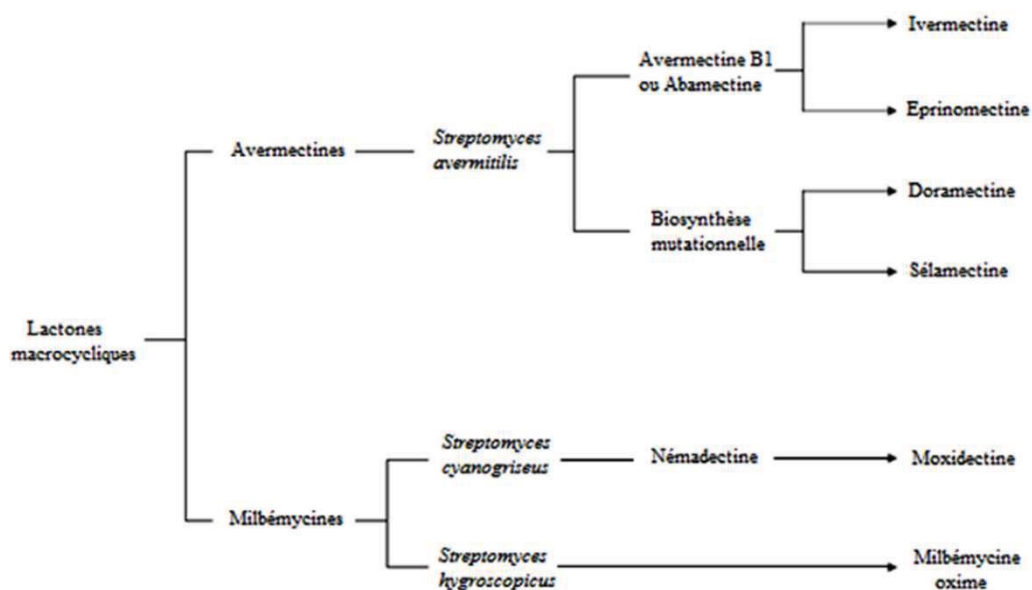 Ivermectine
Avermectine B1
ou Abamectine
Eprinomectine
Avermectines
Streptomyces
avermitilis
Doramectine
Biosynthèse
mutationnelle
Sélamectine
Lactones
macrocycliques
Streptomyces
cyanogriseus
Némadectine
Moxidectine
Milbémycines
Streptomyces
hygroscopicus
Milbémycine
oxime